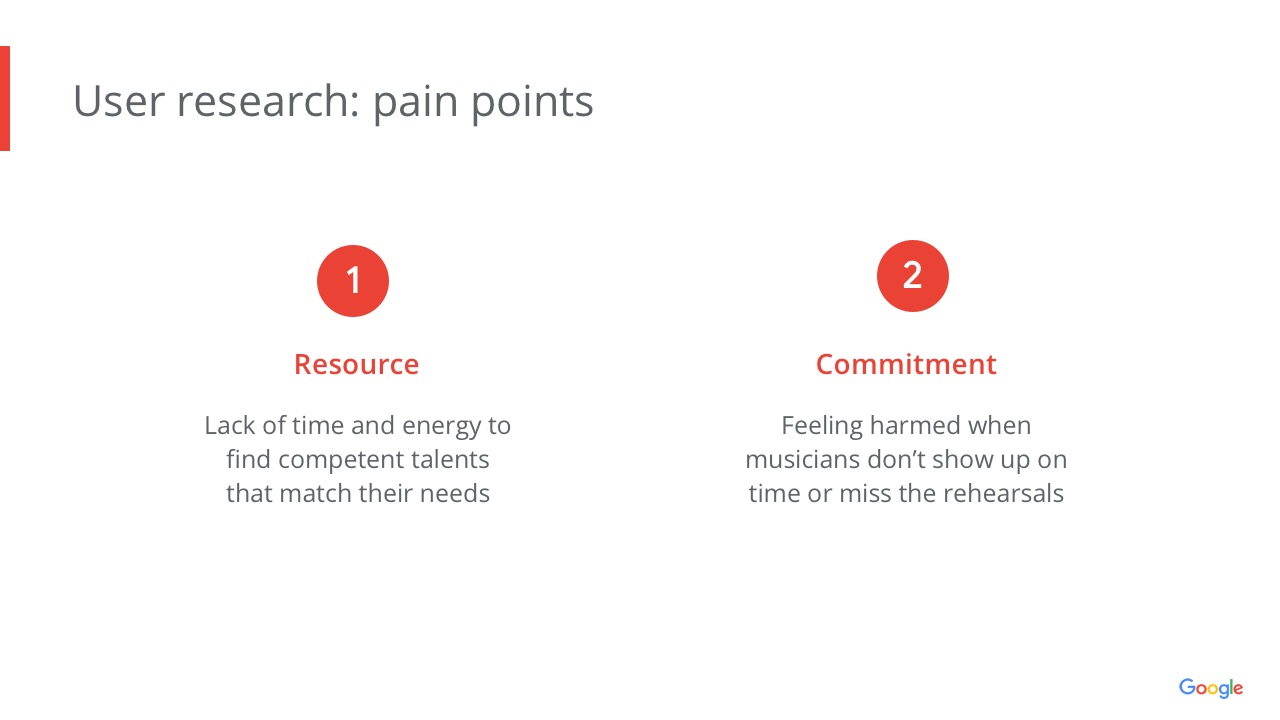 User research: pain points
1
Resource
Lack of time and energy to
find competent talents
that match their needs
2
Commitment
Feeling harmed when
musicians don’t show up on
time or miss the rehearsals
Google